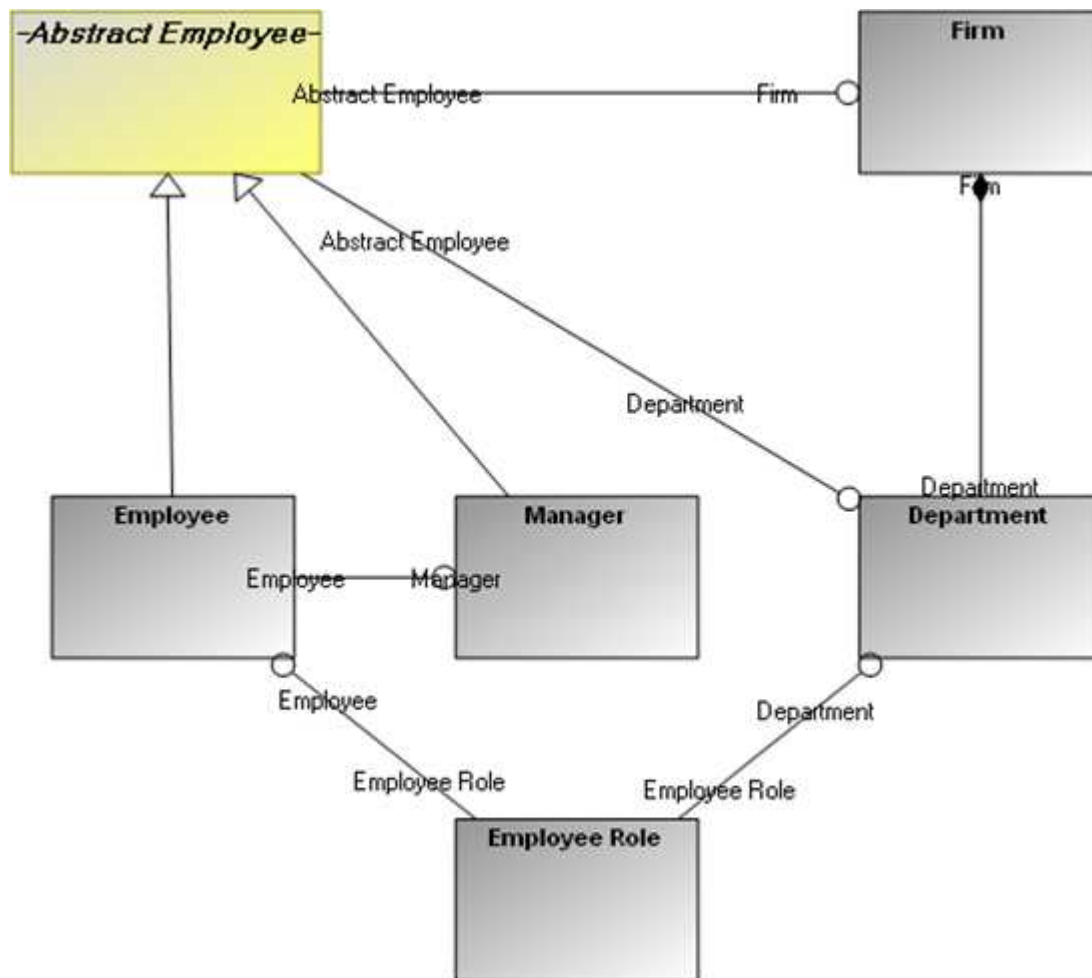 -Abstract Employee-
Firm
Abstract Employee
Firm
Firm
Abstract Employee
Department
Department
Employee
Manager
Department
Employee
Manager
Employee
Department
Employee Role
Employee Role
Employee Role